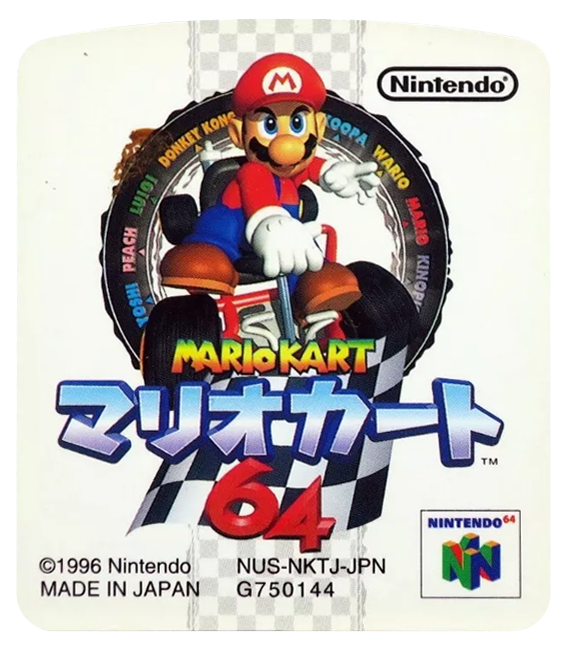 Nintendo®
M
YOSHI PEACH LUIGI DONKEY KONG KOOPA WARIO MARIO KINOPI
MARIO KART
マリオカート
TM
64
NINTENDO64
N
©1996 Nintendo NUS-NKTJ-JPN
MADE IN JAPAN G750144